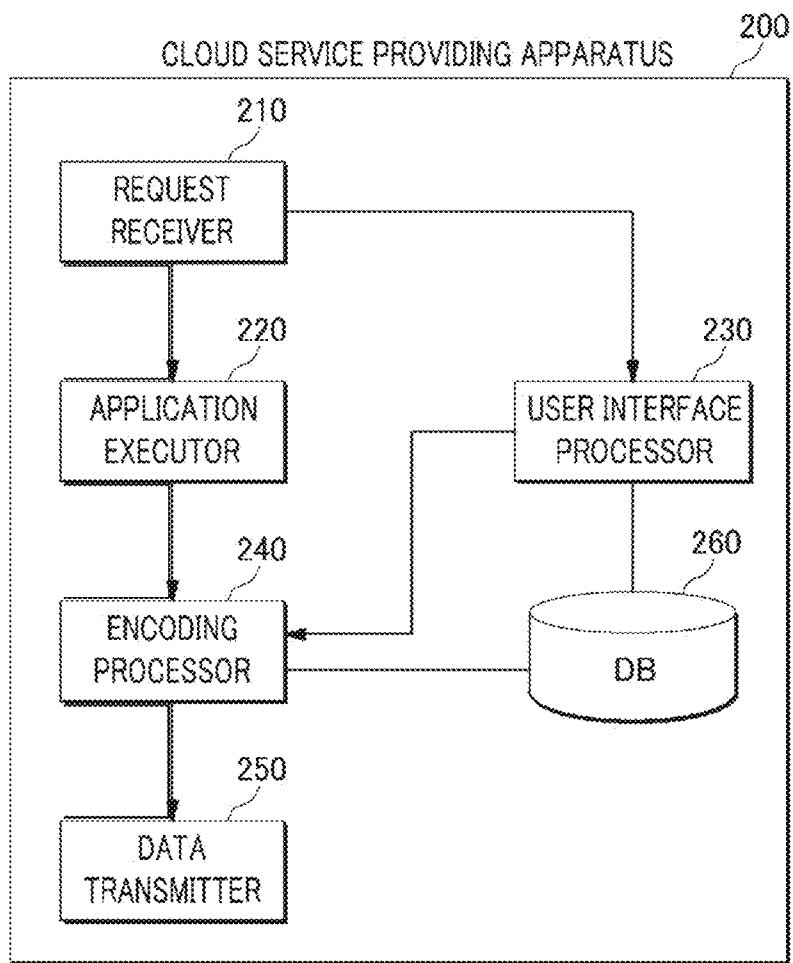 200
CLOUD SERVICE PROVIDING APPARATUS
210
REQUEST
RECEIVER
220
APPLICATION
EXECUTOR
230
USER INTERFACE
PROCESSOR
240
ENCODING
PROCESSOR
260
DB
250
DATA
TRANSMITTER